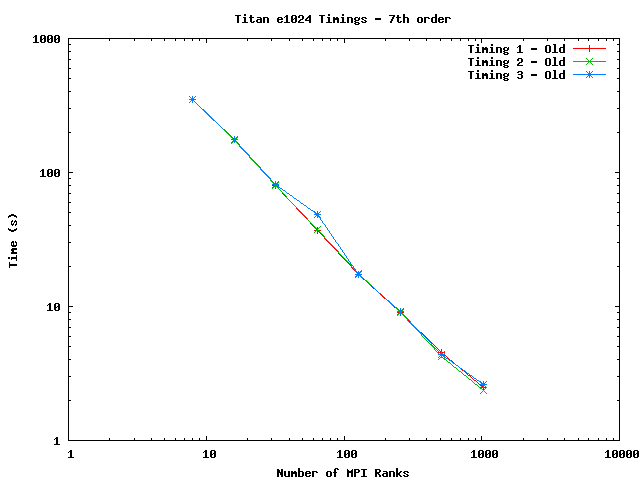 Titan e1024 Timings - 7th order
Timing 1 - Old
Timing 2 - Old
Timing 3 - Old
1000
100
10
1
Time (s)
1 10 100 1000 10000
Number of MPI Ranks